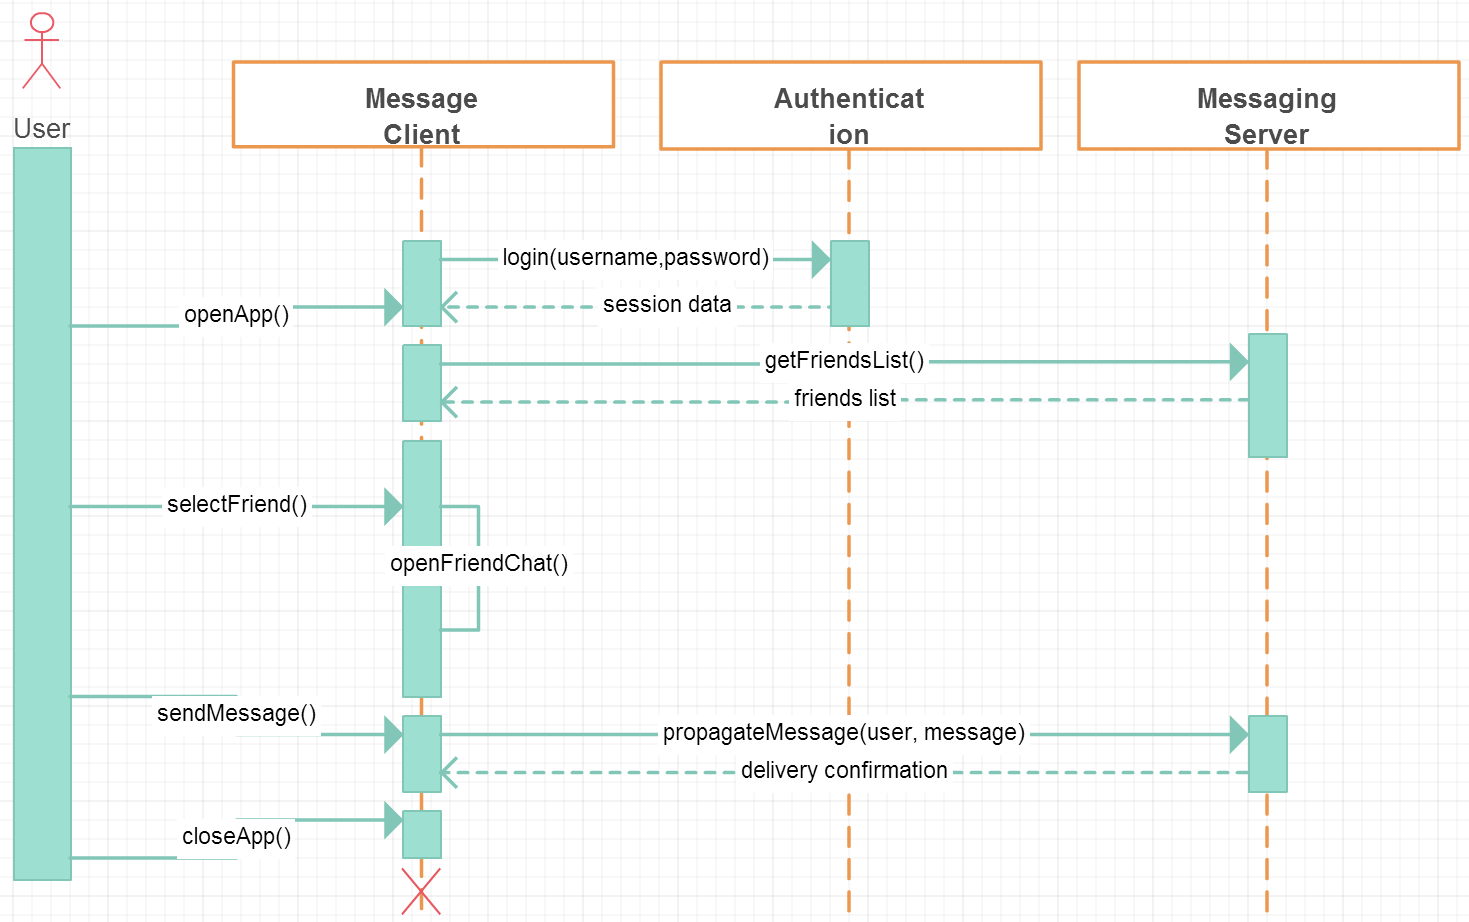 User
Message
Client
Authenticat
ion
Messaging
Server
login(username,password)
session data
openApp()
getFriendsList()
friends list
selectFriend()
openFriendChat()
sendMessage()
propagateMessage(user, message)
delivery confirmation
closeApp()